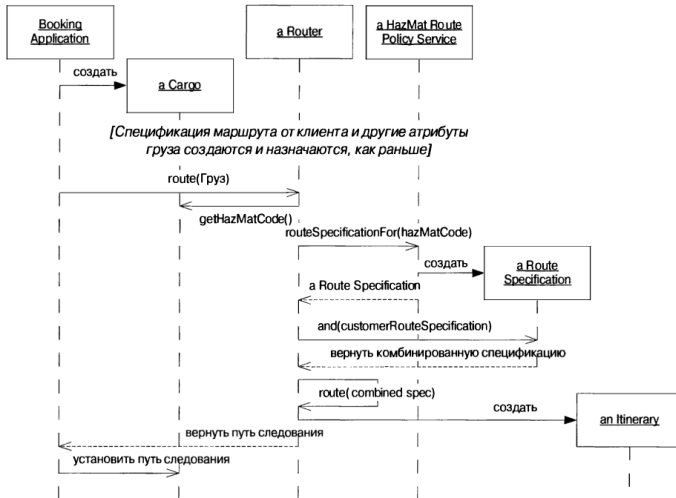 Booking
Application
a Router
a HazMat Route
Policy Service
создать
a Cargo
[Спецификация маршрута от клиента и другие атрибуты
груза создаются и назначаются, как раньше]
route(Груз)
getHazMatCode()
routeSpecificationFor(hazMatCode)
создать
a Route
Specification
a Route Specification
and(customerRouteSpecification)
вернуть комбинированную спецификацию
route( combined spec)
создать
an Itinerary
вернуть путь следования
установить путь следования